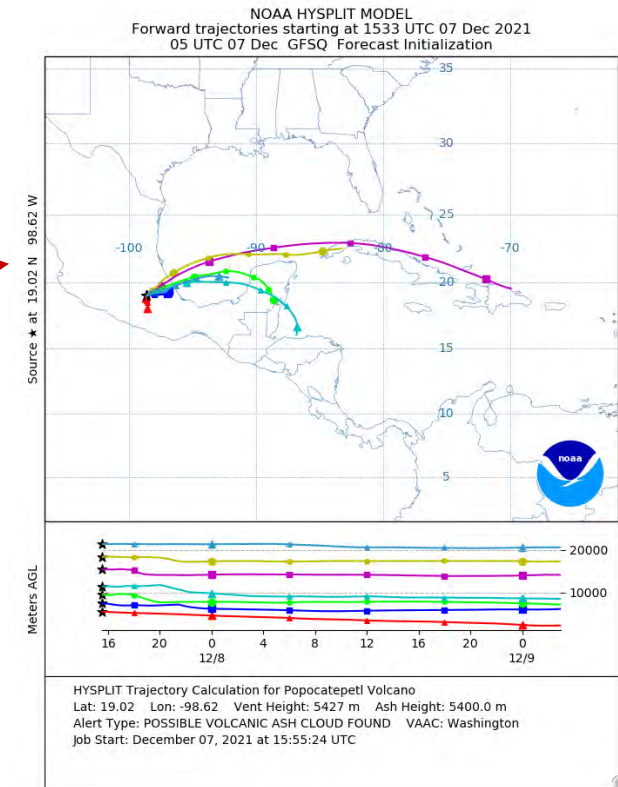 NOAA HYSPLIT MODEL
Forward trajectories starting at 1533 UTC 07 Dec 2021
05 UTC 07 Dec GFSQ Forecast Initialization
Source ★ at 19.02 N 98.62 W
35
30
25
-100 -90 -80 -70
20
15
10
5
noaa
Meters AGL
20000
10000
16 20 0 4 8 12 16 20 0
12/8 12/9
HYSPLIT Trajectory Calculation for Popocatepetl Volcano
Lat: 19.02 Lon: -98.62 Vent Height: 5427 m Ash Height: 5400.0 m
Alert Type: POSSIBLE VOLCANIC ASH CLOUD FOUND VAAC: Washington
Job Start: December 07, 2021 at 15:55:24 UTC